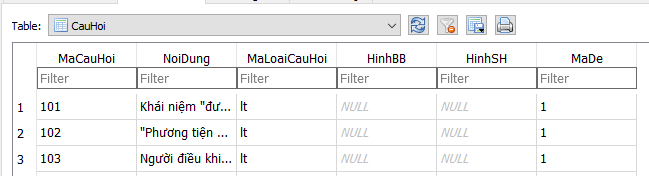 Table: CauHoi
MaCauHoi NoiDung MaLoaiCauHoi HinhBB HinhSH MaDe
Filter Filter Filter Filter Filter Filter
1 101 Khái niệm "đư... lt NULL NULL 1
2 102 "Phương tiện ... lt NULL NULL 1
3 103 Người điều khi... lt NULL NULL 1